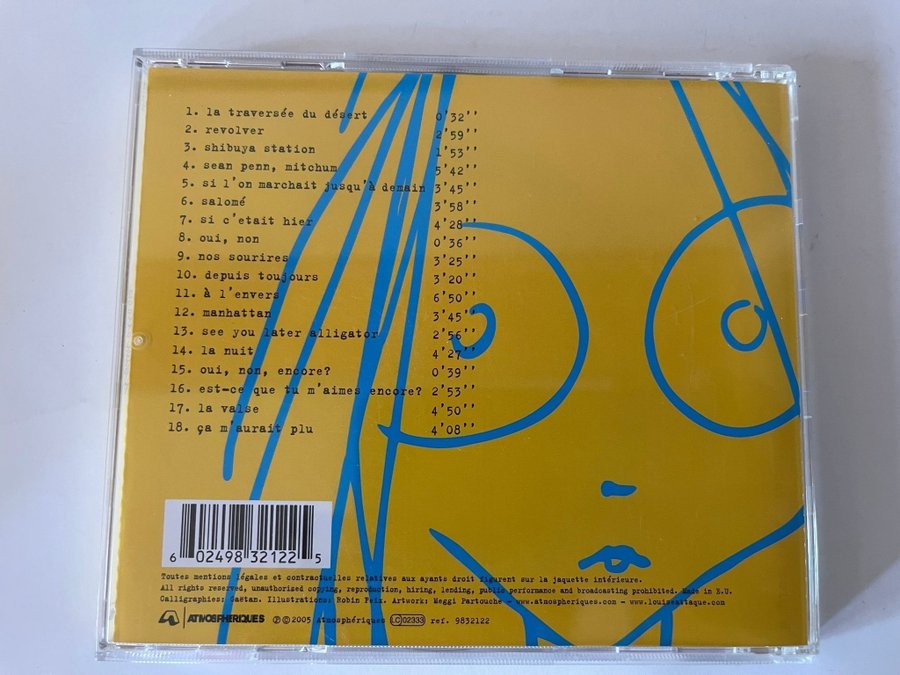 1. la traversée du désert 0'32''
2. revolver 2'59''
3. shibuya station 1'53''
4. sean penn, mitchum 5'42''
5. si l'on marchait jusqu'à demain 3'45''
6. salomé 3'58''
7. si c'etait hier 4'28''
8. oui, non 0'36''
9. nos sourires 3'25''
10. depuis toujours 3'20''
11. à l'envers 6'50''
12. manhattan 3'45''
13. see you later alligator 2'56''
14. la nuit 4'27''
15. oui, non, encore? 0'39''
16. est-ce que tu m'aimes encore? 2'53''
17. la valse 4'50''
18. ça m'aurait plu 4'08''
6 02498 32122 5
Toutes mentions légales et contractuelles relatives aux ayants droit figurent sur la jaquette intérieure.
All rights reserved, unauthorised copying, reproduction, hiring, lending, public performance and broadcasting prohibited. Made in E.U.
Calligraphies: Gaëtan. Illustrations: Robin Feix. Artwork: Meggi Partouche - www.atmospheriques.com - www.louiseattaque.com
ATMOSPHERIQUES ℗ © 2005 Atmosphériques LC 02333 ref. 9832122